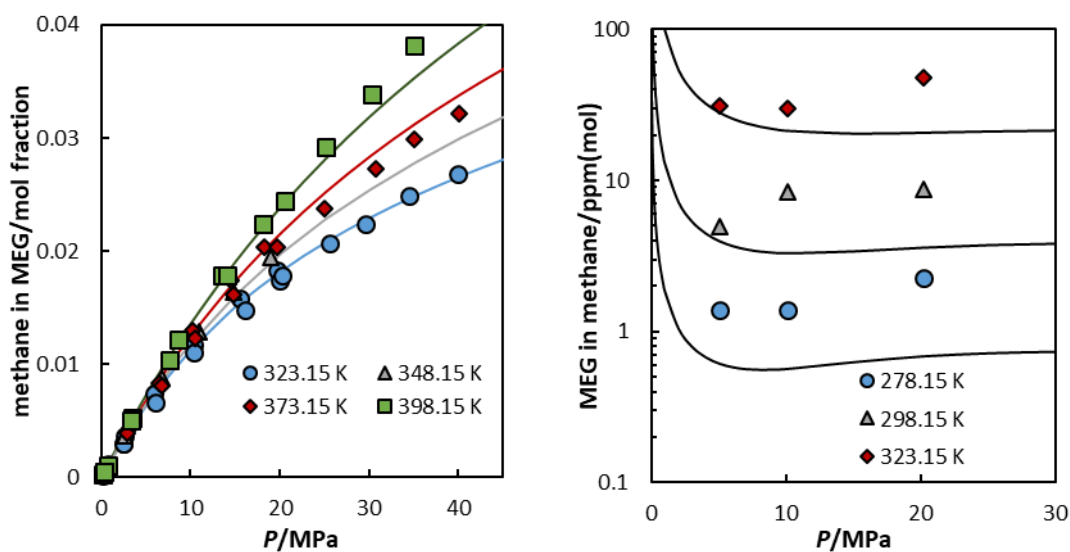 methane in MEG/mol fraction
0.04
0.03
0.02
0.01
0
323.15 K
348.15 K
373.15 K
398.15 K
0 10 20 30 40
P/MPa
MEG in methane/ppm(mol)
100
10
1
0.1
278.15 K
298.15 K
323.15 K
0 10 20 30
P/MPa